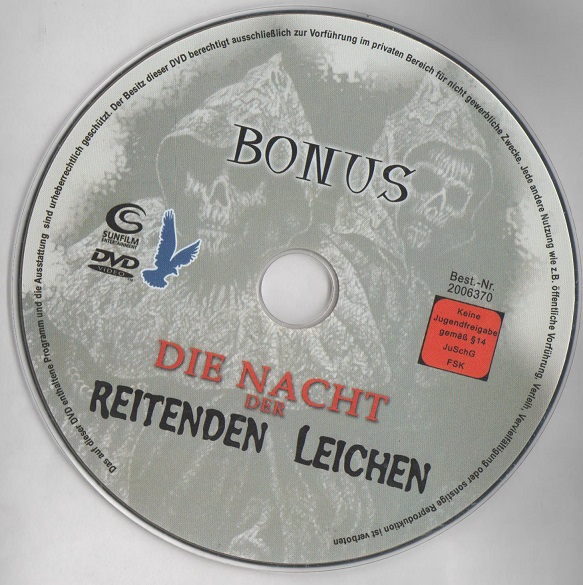 Das auf dieser DVD enthaltene Programm und die Ausstattung sind urheberrechtlich geschützt. Der Besitz dieser DVD berechtigt ausschließlich zur Vorführung im privaten Bereich für nicht gewerbliche Zwecke. Jede andere Nutzung wie z.B. öffentliche Vorführung, Verleih, Vervielfältigung oder sonstige Reproduktion ist verboten
BONUS
SUNFILM
ENTERTAINMENT
DVD
VIDEO
Best.-Nr.
2006370
Keine
Jugendfreigabe
gemäß §14
JuSchG
FSK
DIE NACHT
DER
REITENDEN LEICHEN